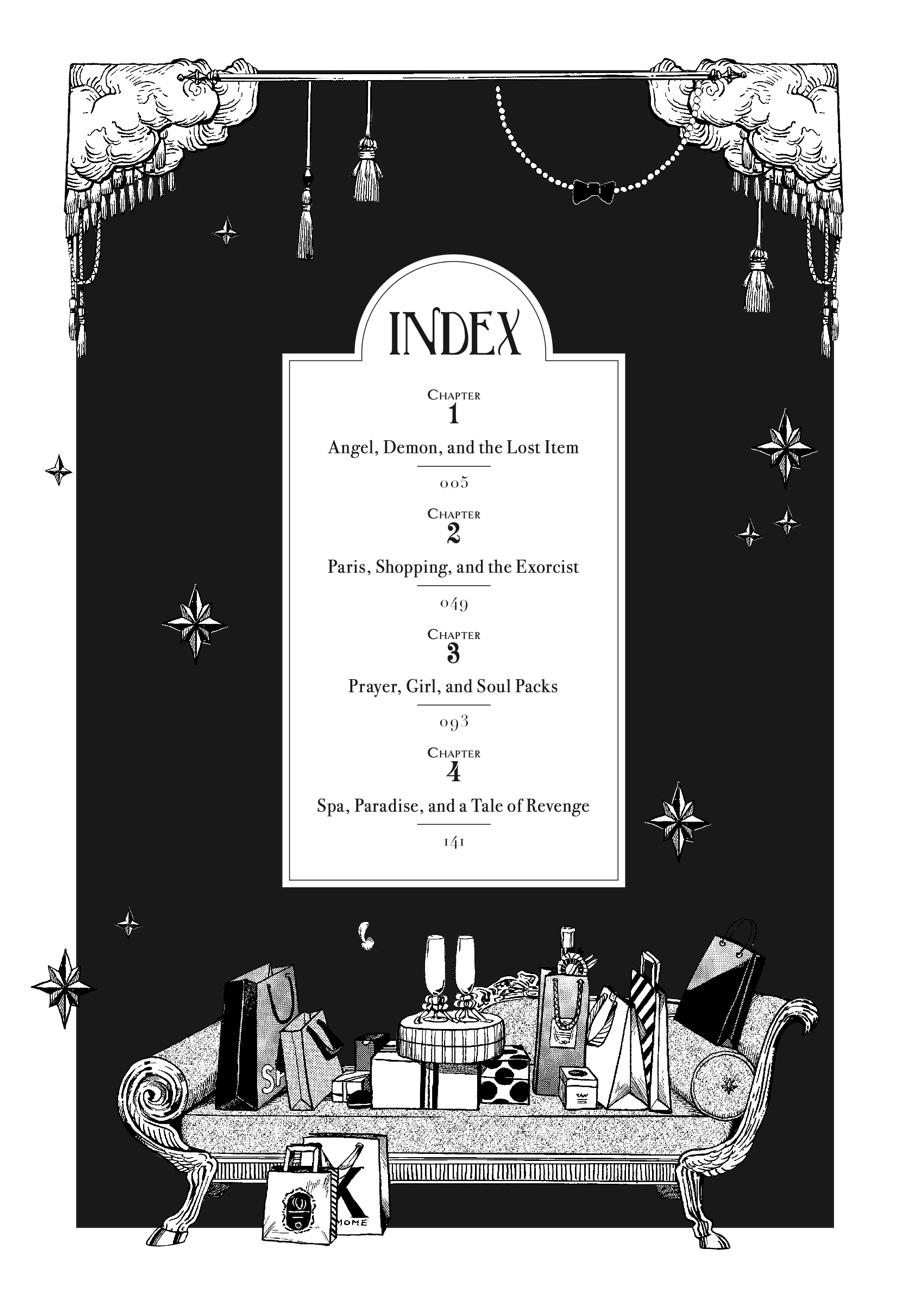 INDEX
Chapter
1
Angel, Demon, and the Lost Item
005
Chapter
2
Paris, Shopping, and the Exorcist
049
Chapter
3
Prayer, Girl, and Soul Packs
093
Chapter
4
Spa, Paradise, and a Tale of Revenge
141
K